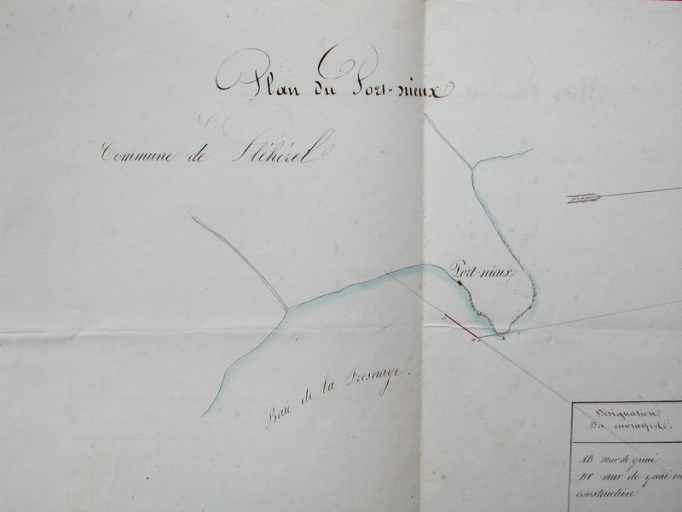 Plan du Port-nieux
Commune de Pléhérel
Port-nieux
Baie de la Fresnaye.
Désignation
Des ouvrages.
AB mur de quai
BC mur de quai en
construction